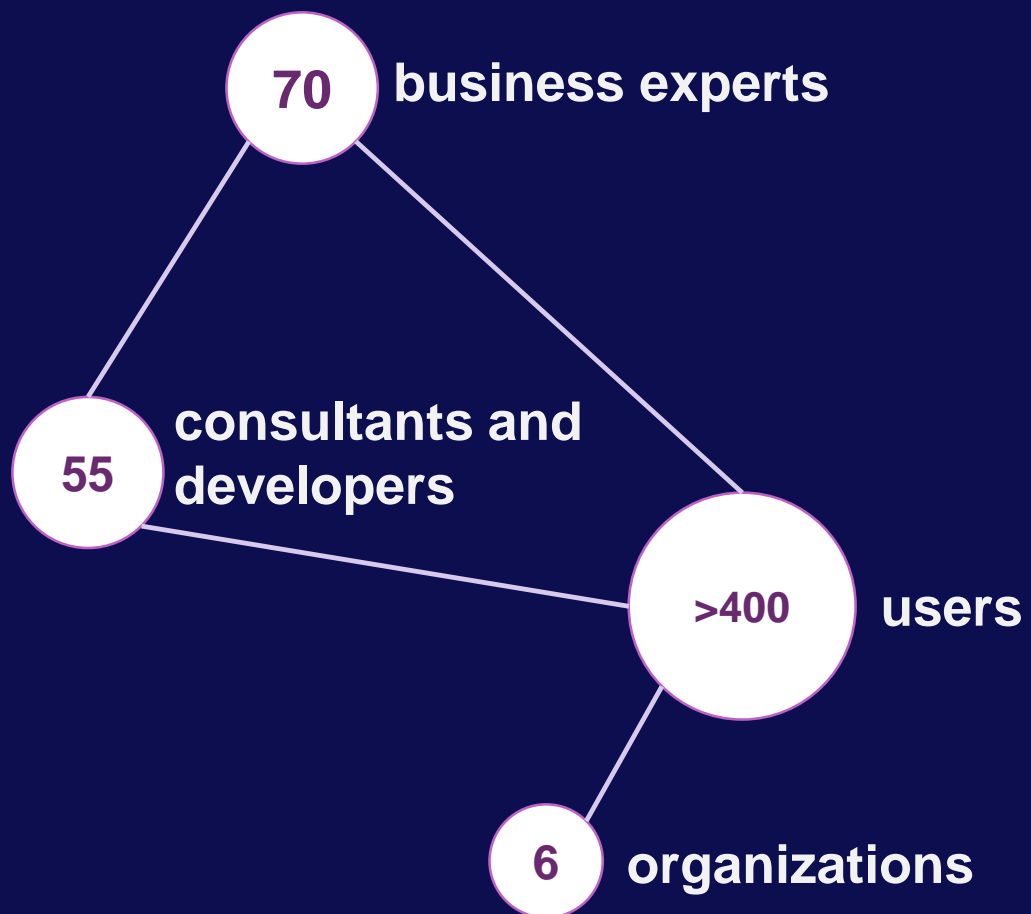 70
business experts
consultants and
developers
55
>400
users
6
organizations